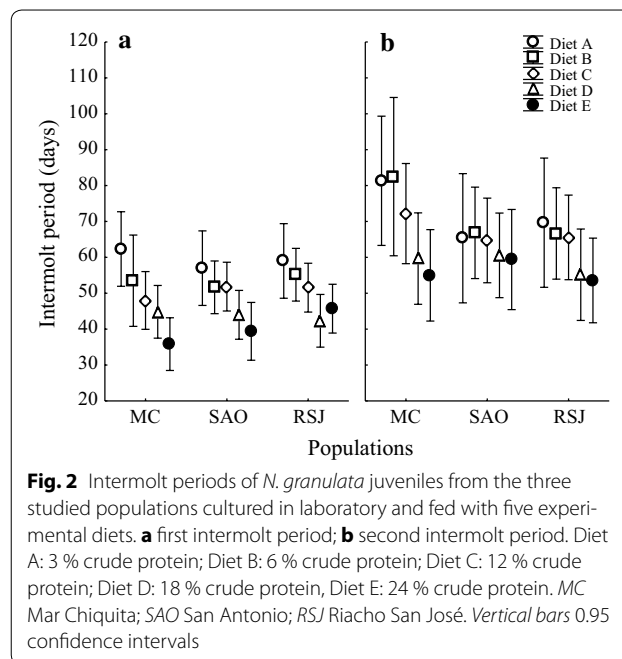 a
b
Diet A
Diet B
Diet C
Diet D
Diet E
120
110
100
90
80
70
60
50
40
30
20
Intermolt period (days)
MC SAO RSJ MC SAO RSJ
Populations
Fig. 2 Intermolt periods of N. granulata juveniles from the three
studied populations cultured in laboratory and fed with five experi-
mental diets. a first intermolt period; b second intermolt period. Diet
A: 3 % crude protein; Diet B: 6 % crude protein; Diet C: 12 % crude
protein; Diet D: 18 % crude protein, Diet E: 24 % crude protein. MC
Mar Chiquita; SAO San Antonio; RSJ Riacho San José. Vertical bars 0.95
confidence intervals